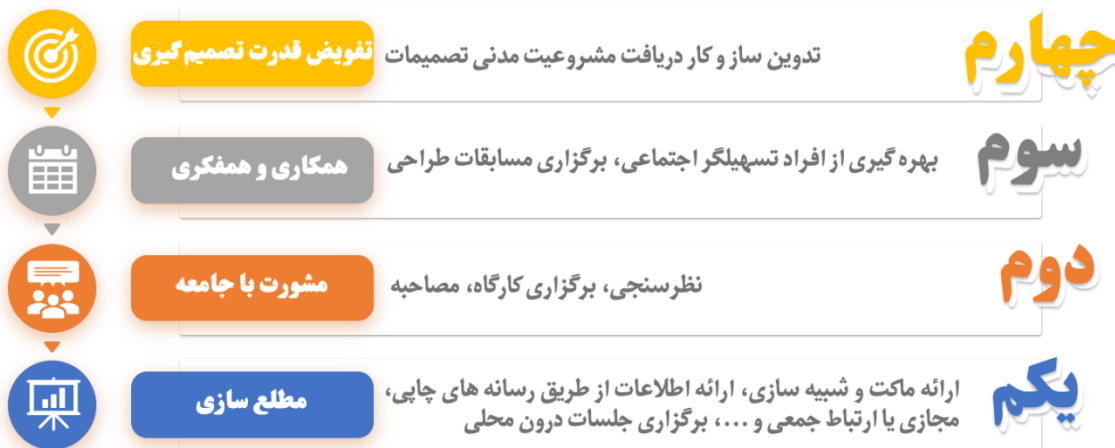 چهارم
تدوین ساز و کار دریافت مشروعیت مدنی تصمیمات
تفویض قدرت تصمیم گیری
سوم
بهره گیری از افراد تسهیلگر اجتماعی، برگزاری مسابقات طراحی
همکاری و همفکری
دوم
نظرسنجی، برگزاری کارگاه، مصاحبه
مشورت با جامعه
یکم
ارائه ماکت و شبیه سازی، ارائه اطلاعات از طریق رسانه های چاپی،
مجازی یا ارتباط جمعی و ...، برگزاری جلسات درون محلی
مطلع سازی